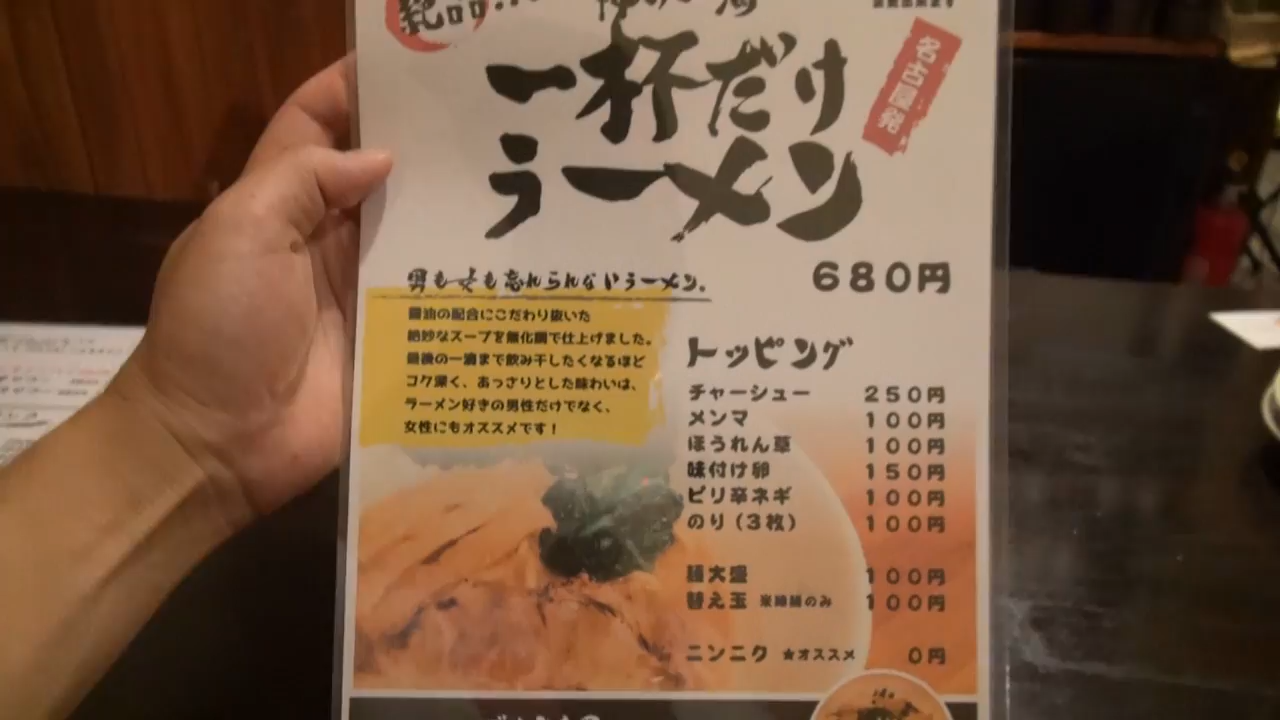 絶品
一杯だけ
ラーメン
名古屋発
680円
男も女も忘れらんないラーメン。
醤油の配合にこだわり抜いた
絶妙なスープを無化調で仕上げました。
最後の一滴まで飲み干したくなるほど
コク深く、あっさりとした味わいは、
ラーメン好きの男性だけでなく、
女性にもオススメです!
トッピング
チャーシュー 250円
メンマ 100円
ほうれん草 100円
味付け卵 150円
ピリ辛ネギ 100円
のり(3枚) 100円
麺大盛 100円
替え玉 100円
ニンニク ★オススメ 0円